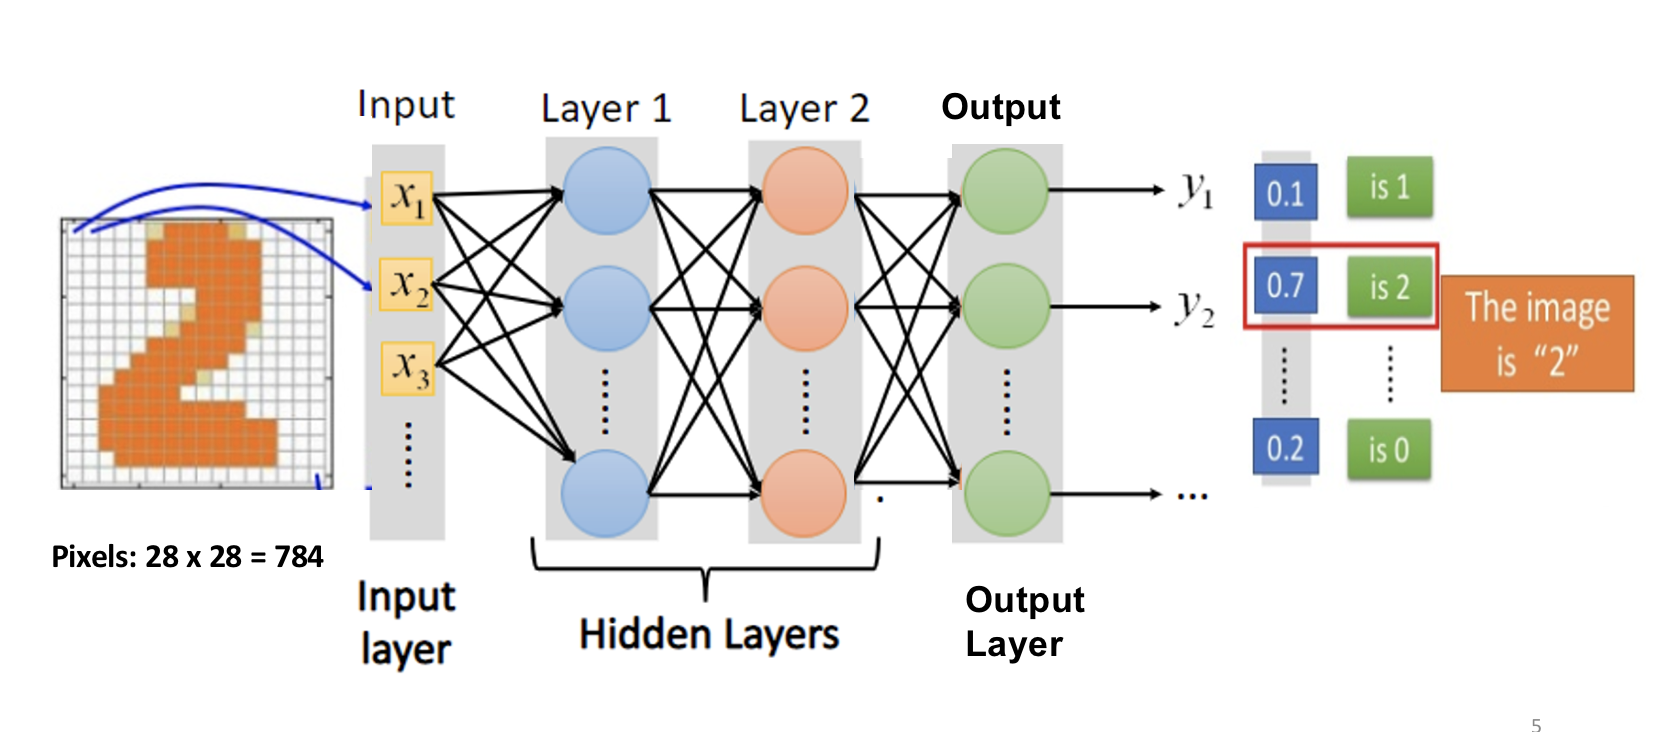 Input
Layer 1
Layer 2
Output
x1
x2
x3
y1
y2
...
0.1
is 1
0.7
is 2
0.2
is 0
The image
is “2”
Pixels: 28 x 28 = 784
Input
layer
Hidden Layers
Output
Layer
5